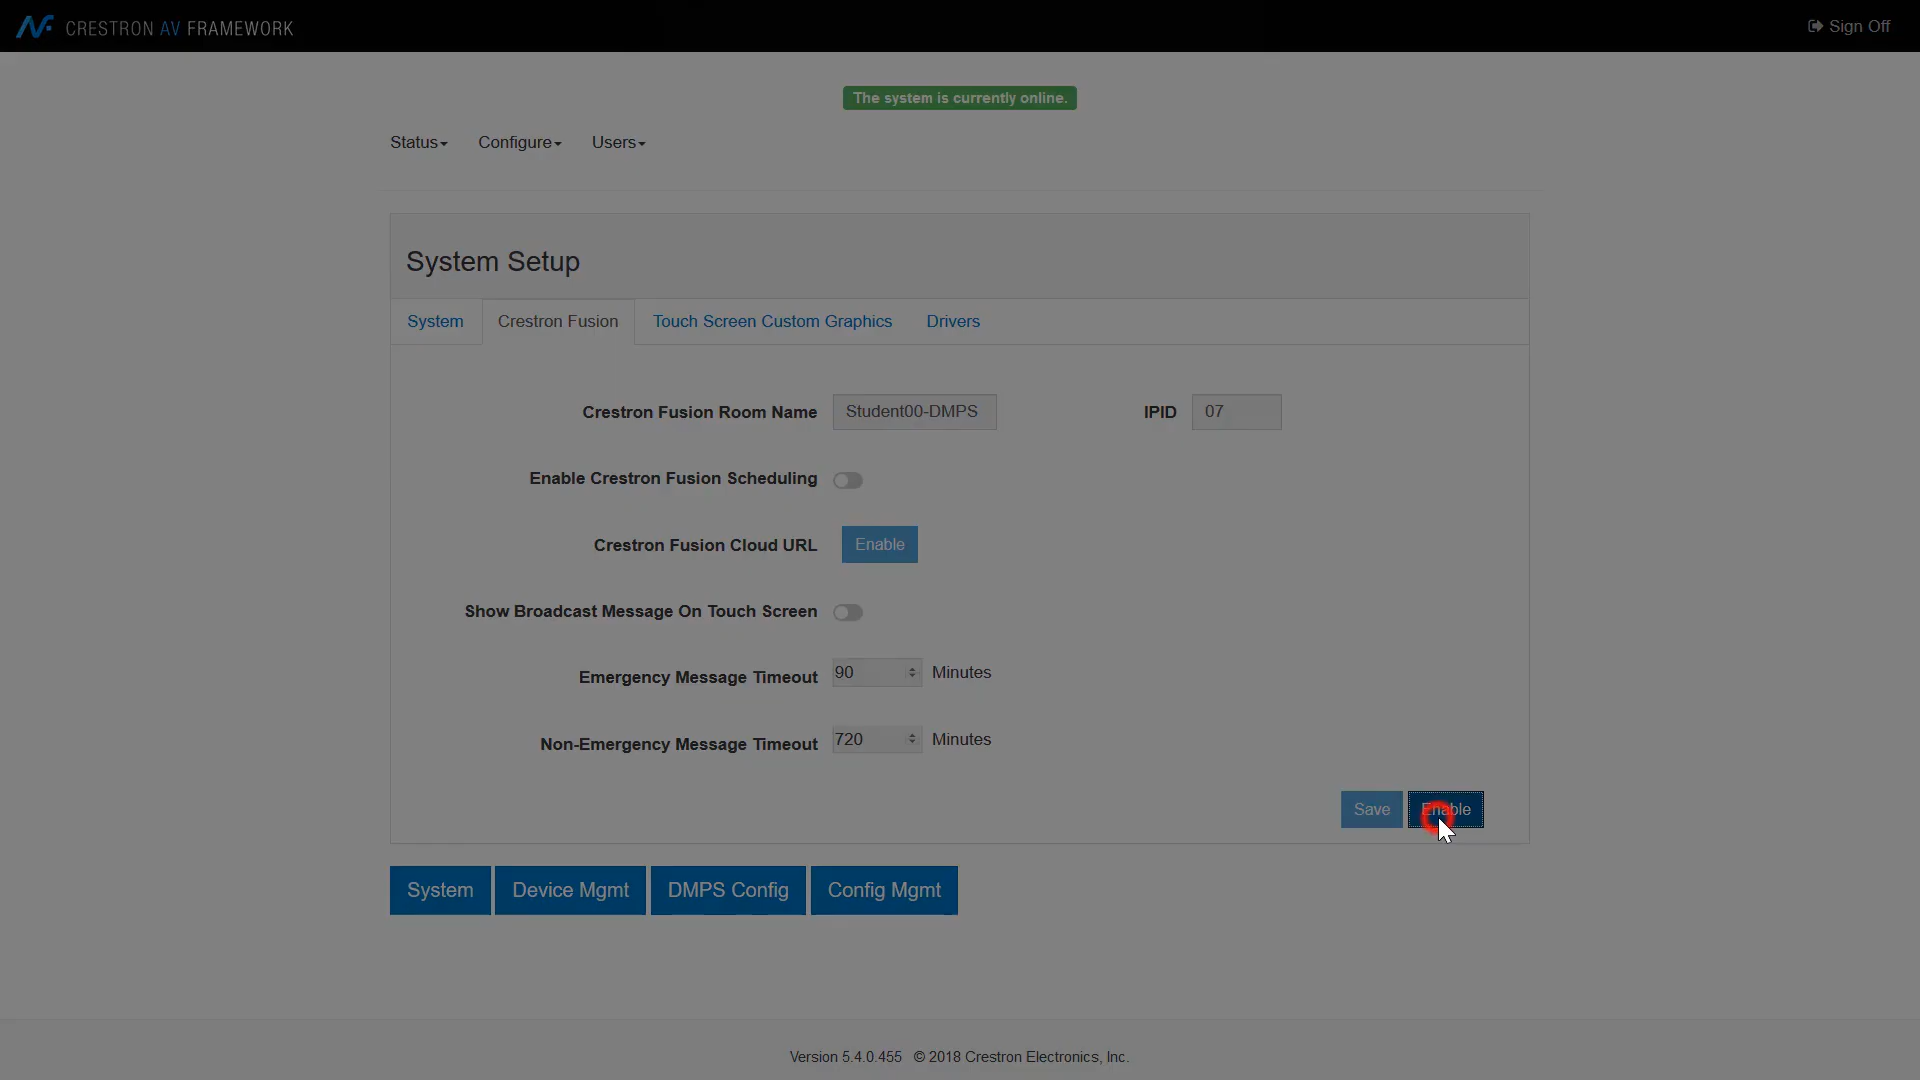 CRESTRON AV FRAMEWORK
Sign Off
The system is currently online.
Status Configure Users
System Setup
System Crestron Fusion Touch Screen Custom Graphics Drivers
Crestron Fusion Room Name Student00-DMPS IPID 07
Enable Crestron Fusion Scheduling
Crestron Fusion Cloud URL Enable
Show Broadcast Message On Touch Screen
Emergency Message Timeout 90 Minutes
Non-Emergency Message Timeout 720 Minutes
Save Enable
System Device Mgmt DMPS Config Config Mgmt
Version 5.4.0.455 © 2018 Crestron Electronics, Inc.